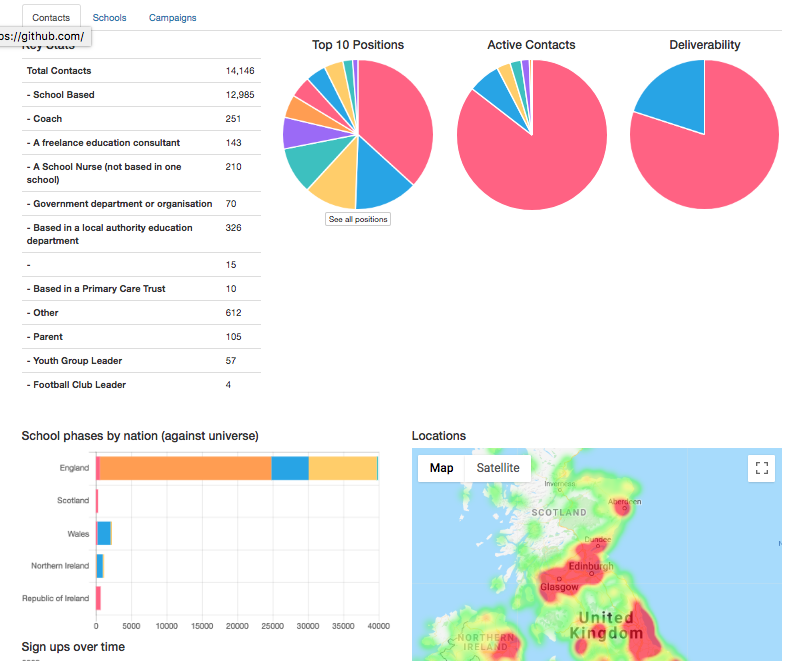 Contacts
Schools
Campaigns
ps://github.com/
Key Stats
Total Contacts 14,146
- School Based 12,985
- Coach 251
- A freelance education consultant 143
- A School Nurse (not based in one 210
school)
- Government department or organisation 70
- Based in a local authority education 326
department
- 15
- Based in a Primary Care Trust 10
- Other 612
- Parent 105
- Youth Group Leader 57
- Football Club Leader 4
Top 10 Positions
See all positions
Active Contacts
Deliverability
School phases by nation (against universe)
England
Scotland
Wales
Northern Ireland
Republic of Ireland
0 5000 10000 15000 20000 25000 30000 35000 40000
Locations
Map Satellite
Inverness
Aberdeen
SCOTLAND
Dundee
Edinburgh
Glasgow
United
Kingdom
NORTHERN
IRELAND
Sign ups over time